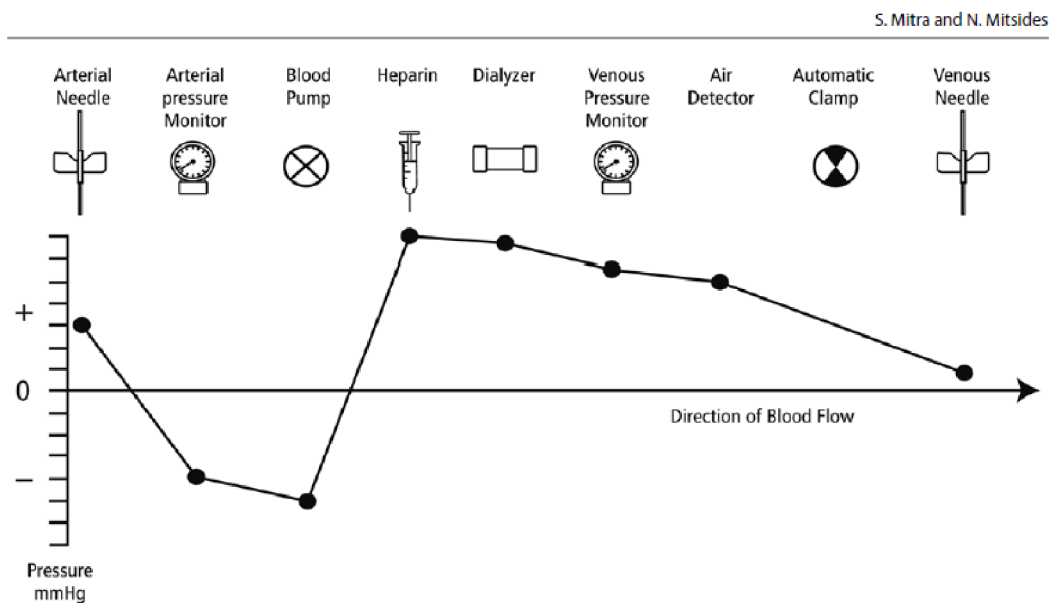 S. Mitra and N. Mitsides
Arterial
Needle
Arterial
pressure
Monitor
Blood
Pump
Heparin
Dialyzer
Venous
Pressure
Monitor
Air
Detector
Automatic
Clamp
Venous
Needle
+
0
−
Direction of Blood Flow
Pressure
mmHg